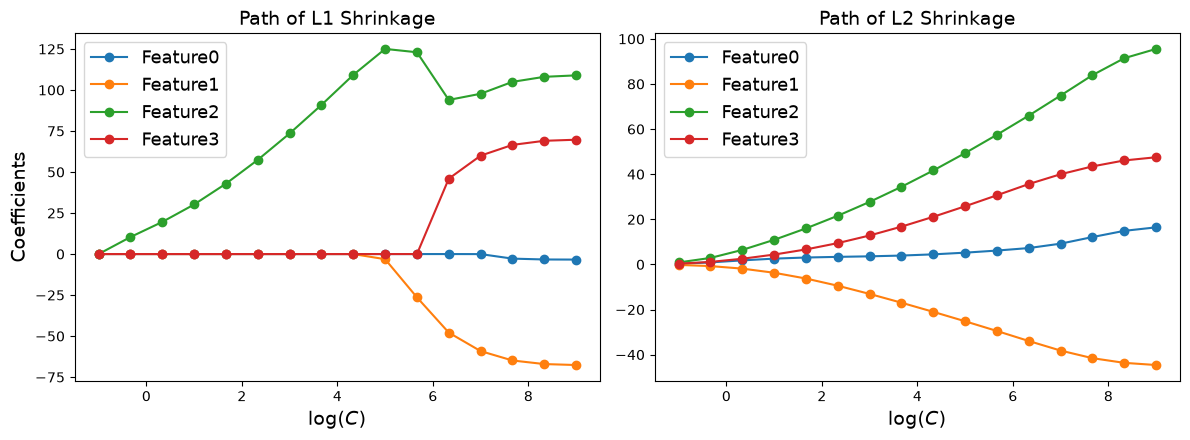 Path of L1 Shrinkage
Coefficients
125
100
75
50
25
0
−25
−50
−75
Feature0
Feature1
Feature2
Feature3
0 2 4 6 8
log(C)
Path of L2 Shrinkage
100
80
60
40
20
0
−20
−40
Feature0
Feature1
Feature2
Feature3
0 2 4 6 8
log(C)